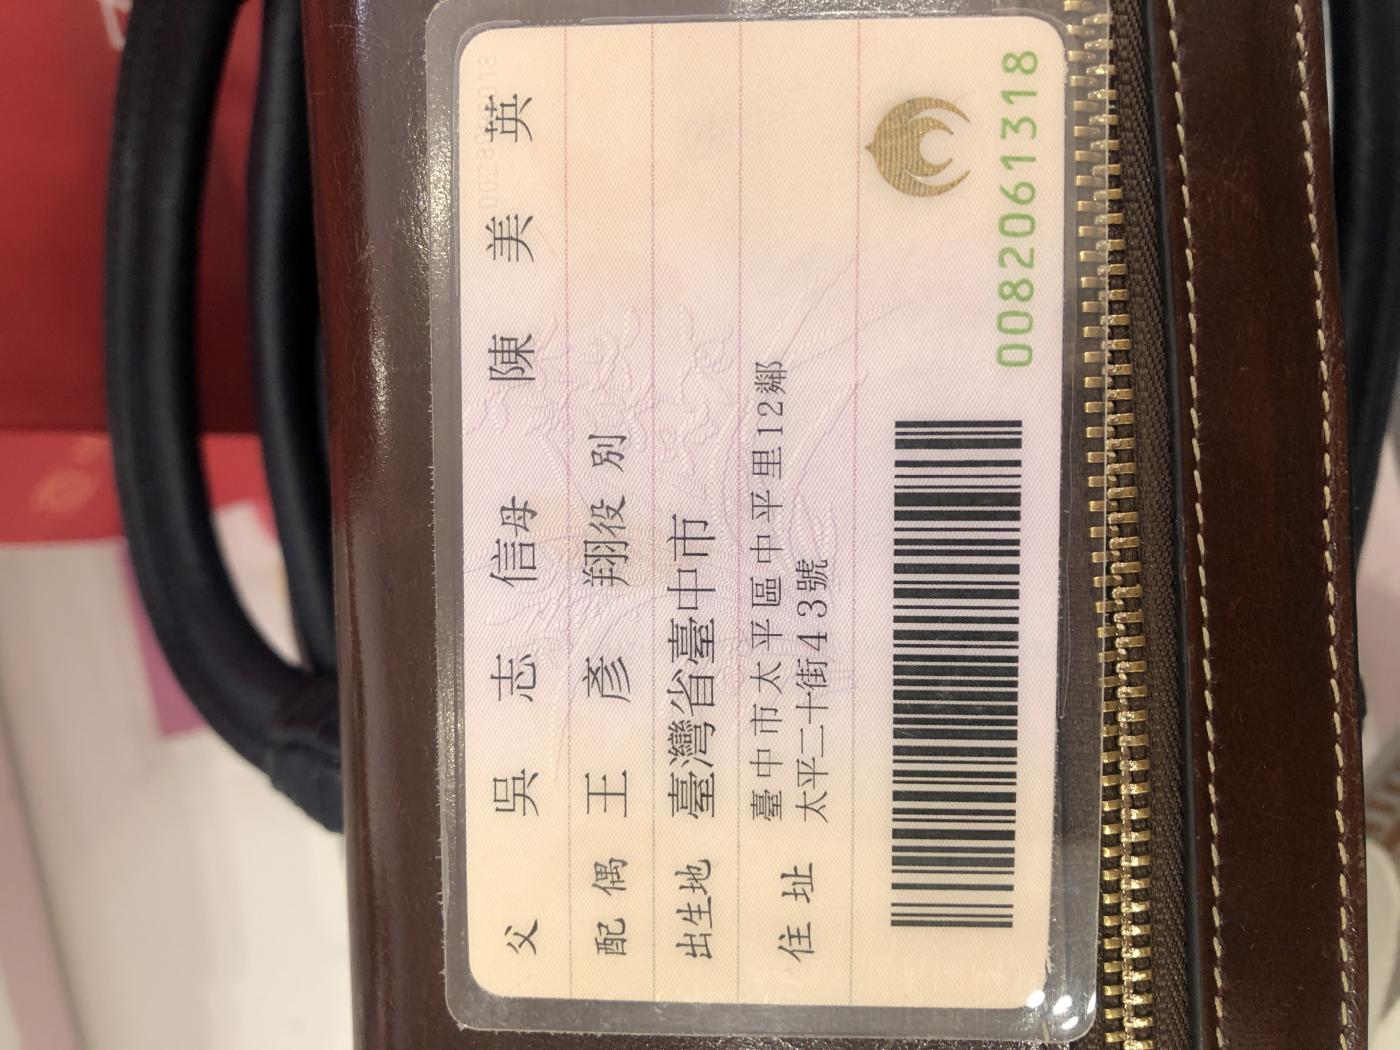 父 吳志信 母 陳美英
配偶 王彥翔 役別
出生地 臺灣省臺中市
住址 臺中市太平區中平里12鄰
太平二十街43號
0082061318